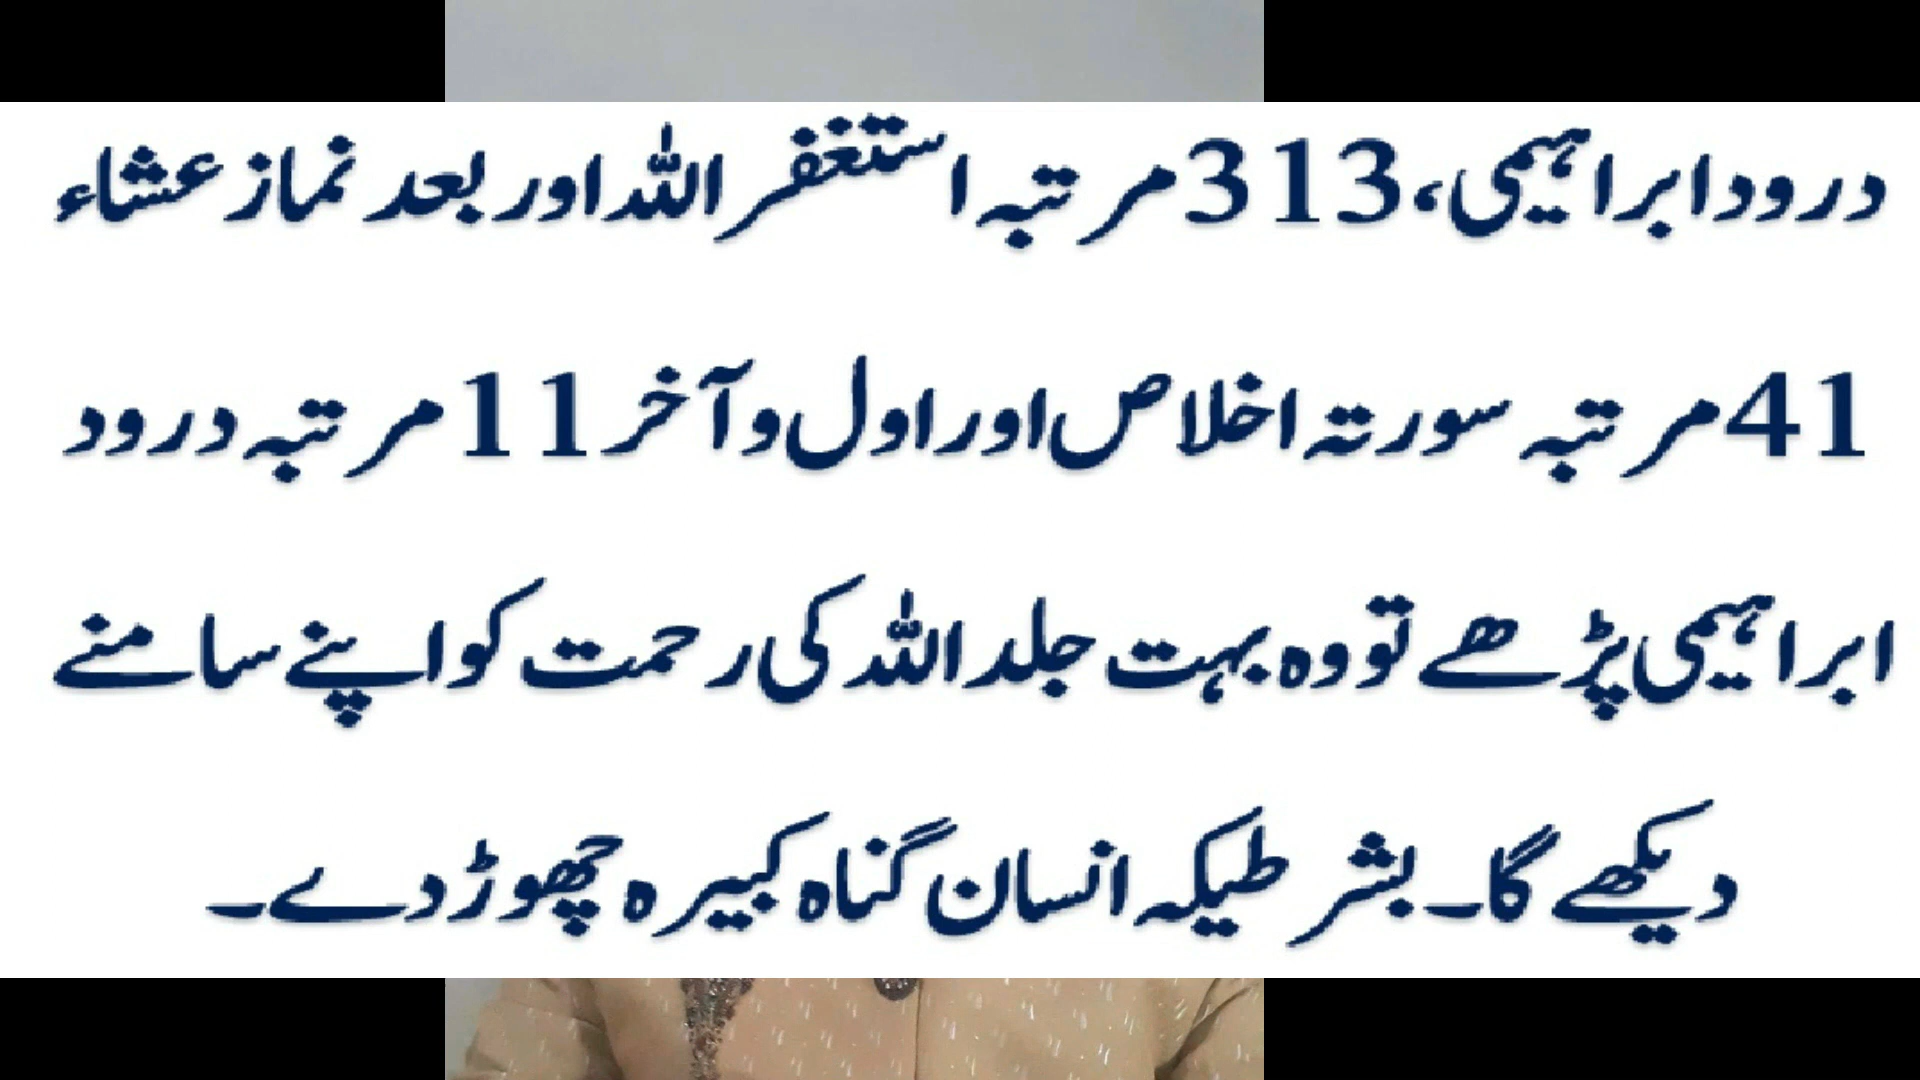 درود ابراہیمی، 313 مرتبہ استغفر اللہ اور بعد نماز عشاء
41 مرتبہ سورتہ اخلاص اور اول و آخر 11 مرتبہ درود
ابراہیمی پڑھے تو وہ بہت جلد اللہ کی رحمت کو اپنے سامنے
دیکھے گا۔ بشرطیکہ انسان گناہ کبیرہ چھوڑ دے۔